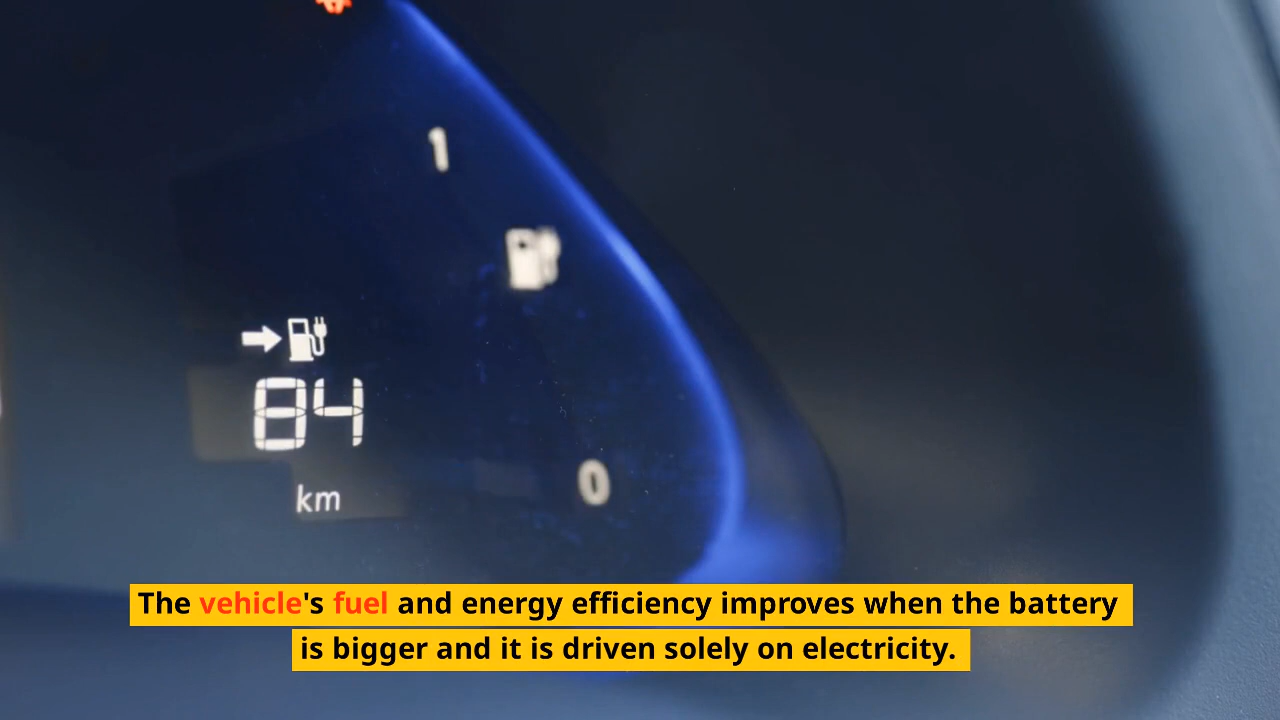 1
84
km
0
The vehicle's fuel and energy efficiency improves when the battery
is bigger and it is driven solely on electricity.